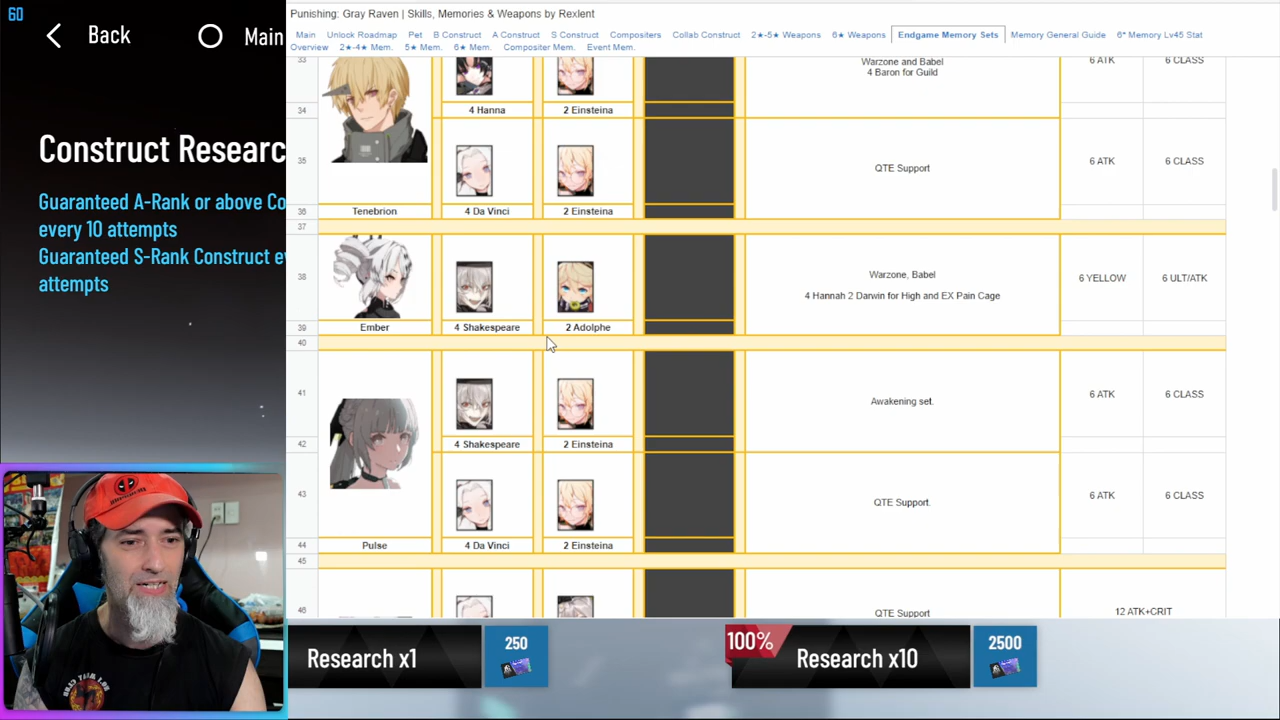 60
Back
Main
Construct Researc
Guaranteed A-Rank or above Co
every 10 attempts
Guaranteed S-Rank Construct e
attempts
Punishing: Gray Raven | Skills, Memories & Weapons by Rexlent
Main Unlock Roadmap Pet B Construct A Construct S Construct Compositers Collab Construct 2★-5★ Weapons 6★ Weapons Endgame Memory Sets Memory General Guide 6* Memory Lv45 Stat
Overview 2★-4★ Mem. 5★ Mem. 6★ Mem. Compositer Mem. Event Mem.
33 Warzone and Babel 6 ATK 6 CLASS
4 Baron for Guild
34 4 Hanna 2 Einsteina
35 QTE Support 6 ATK 6 CLASS
36 Tenebrion 4 Da Vinci 2 Einsteina
37
38 Warzone, Babel 6 YELLOW 6 ULT/ATK
4 Hannah 2 Darwin for High and EX Pain Cage
39 Ember 4 Shakespeare 2 Adolphe
40
41 Awakening set. 6 ATK 6 CLASS
42 4 Shakespeare 2 Einsteina
43 QTE Support. 6 ATK 6 CLASS
44 Pulse 4 Da Vinci 2 Einsteina
45
46 QTE Support 12 ATK+CRIT
Research x1 250
100% Research x10 2500